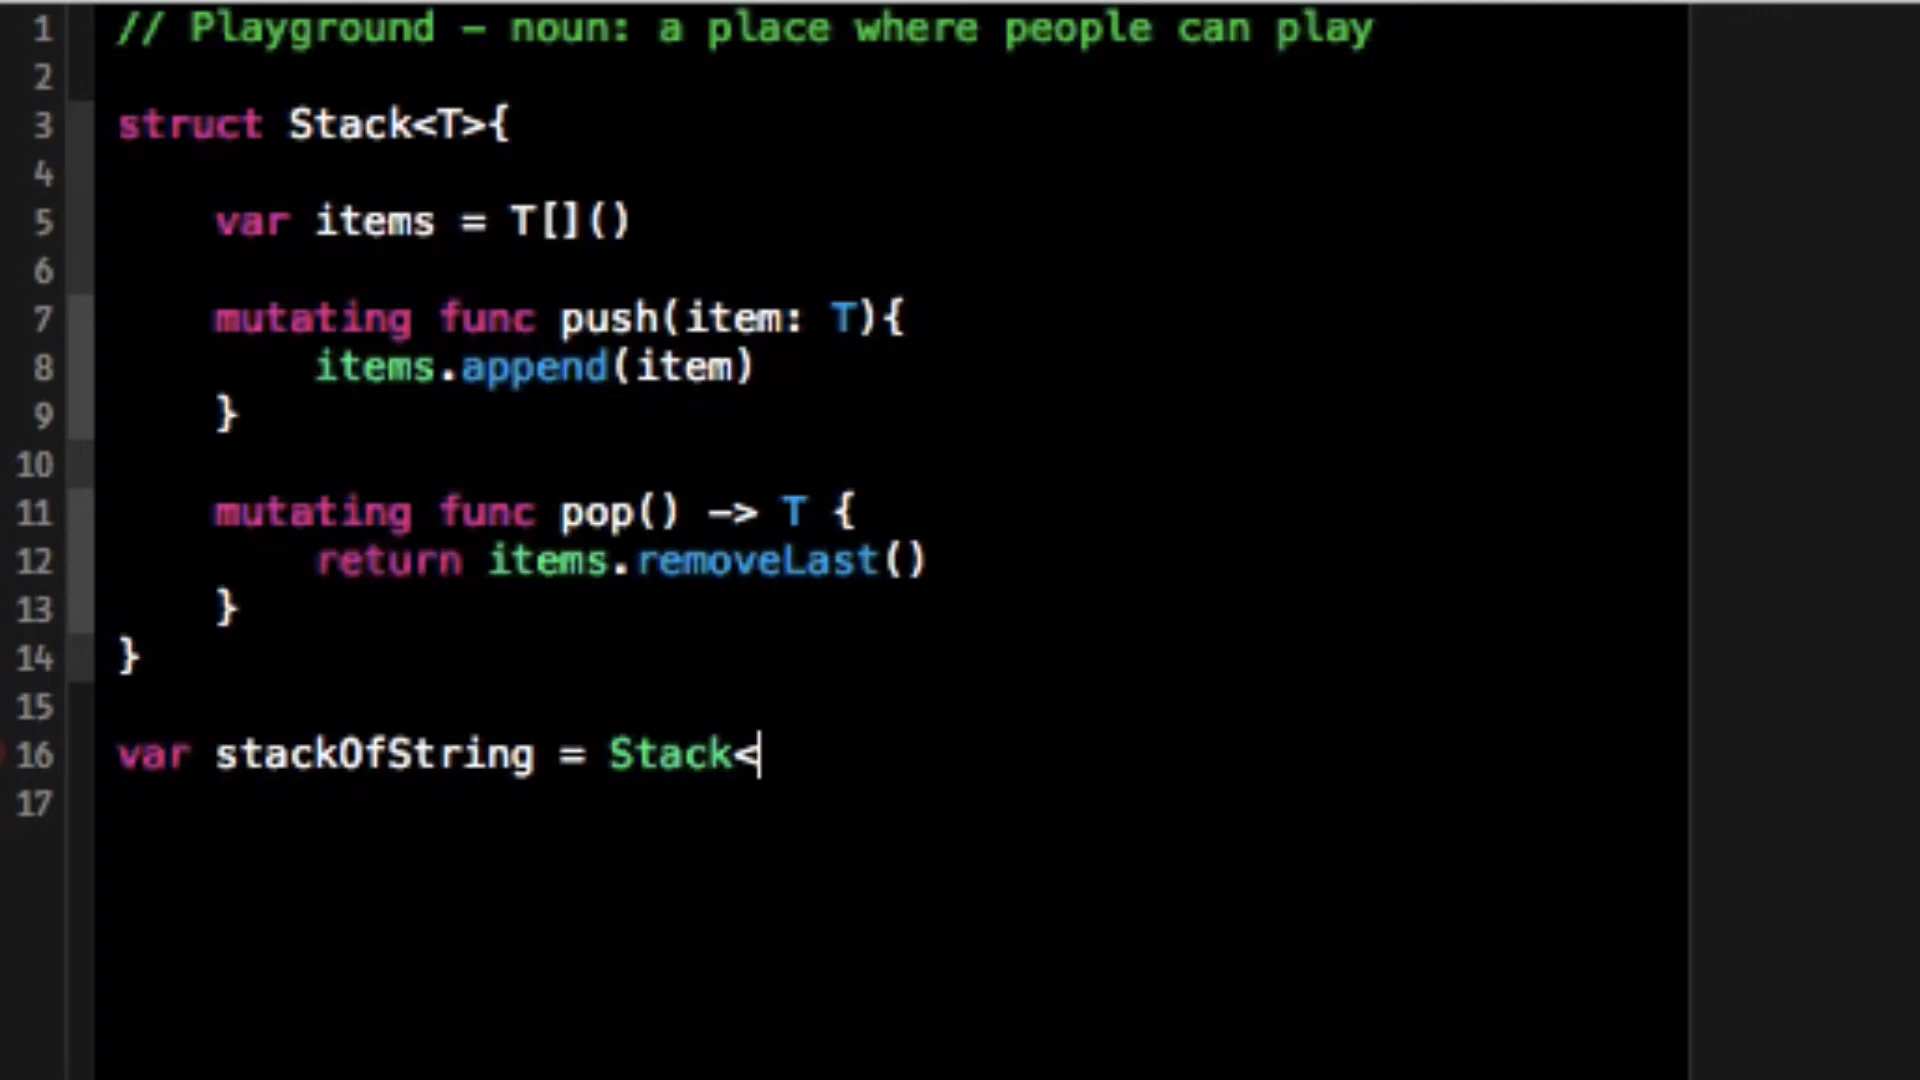 1 // Playground - noun: a place where people can play
2
3 struct Stack<T>{
4
5 var items = T[]()
6
7 mutating func push(item: T){
8 items.append(item)
9 }
10
11 mutating func pop() -> T {
12 return items.removeLast()
13 }
14 }
15
16 var stackOfString = Stack<
17